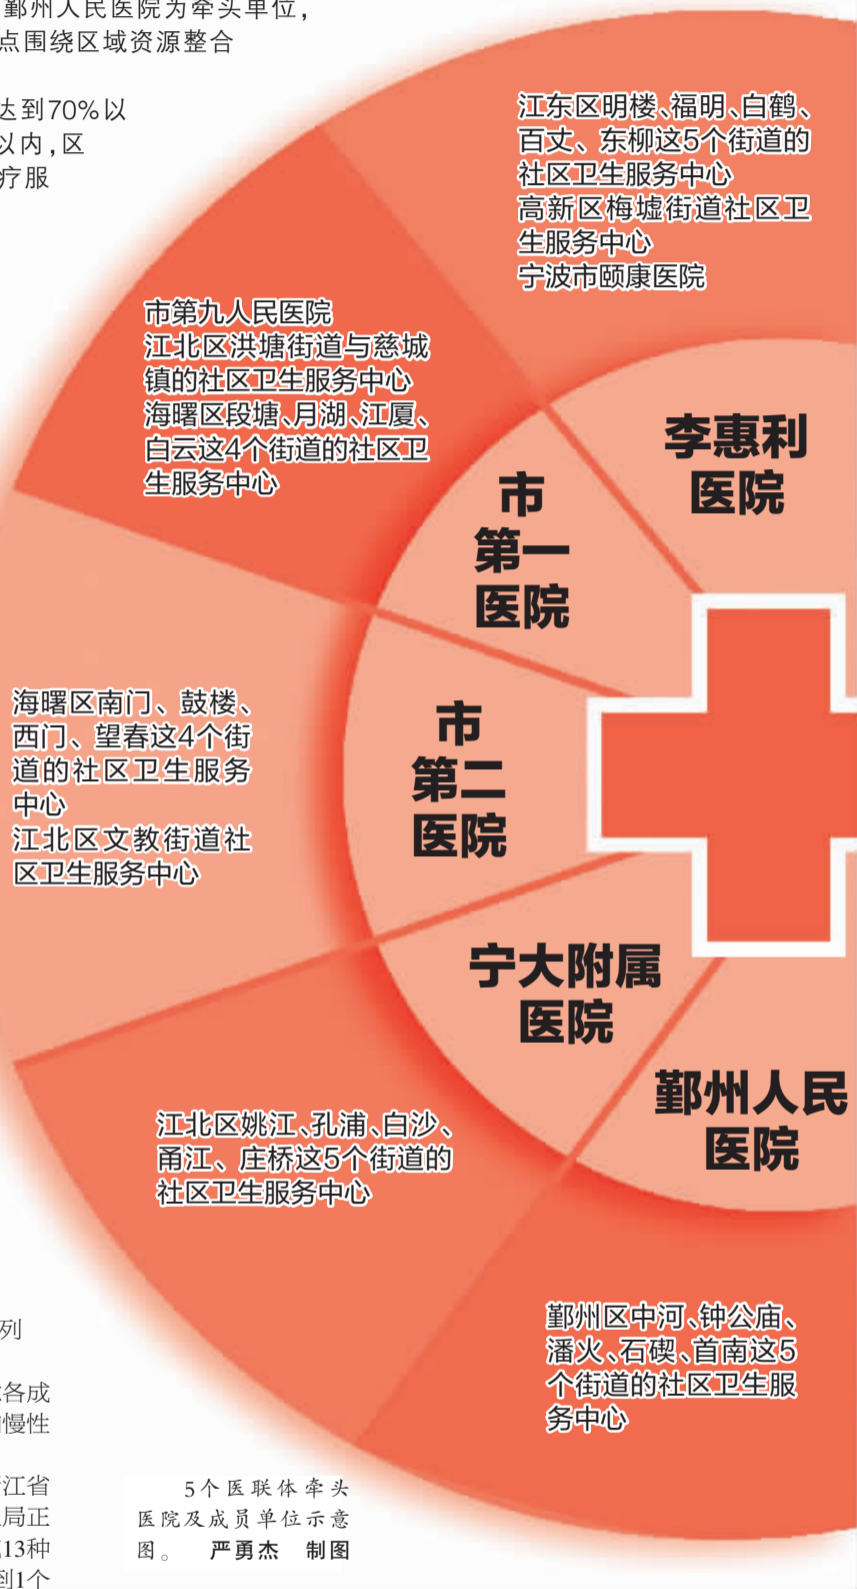 鄞州人民医院为牵头单位，
点围绕区域资源整合
达到70%以
以内，区
疗服
江东区明楼、福明、白鹤、
百丈、东柳这5个街道的
社区卫生服务中心
高新区梅墟街道社区卫
生服务中心
宁波市颐康医院
市第九人民医院
江北区洪塘街道与慈城
镇的社区卫生服务中心
海曙区段塘、月湖、江厦、
白云这4个街道的社区卫
生服务中心
李惠利
医院
市
第一
医院
海曙区南门、鼓楼、
西门、望春这4个街
道的社区卫生服务
中心
江北区文教街道社
区卫生服务中心
市
第二
医院
宁大附属
医院
鄞州人民
医院
江北区姚江、孔浦、白沙、
甬江、庄桥这5个街道的
社区卫生服务中心
鄞州区中河、钟公庙、
潘火、石碶、首南这5
个街道的社区卫生服
务中心
列
各成
慢性
江省
局正
13种
到1个
5个医联体牵头
医院及成员单位示意
图。 严勇杰 制图